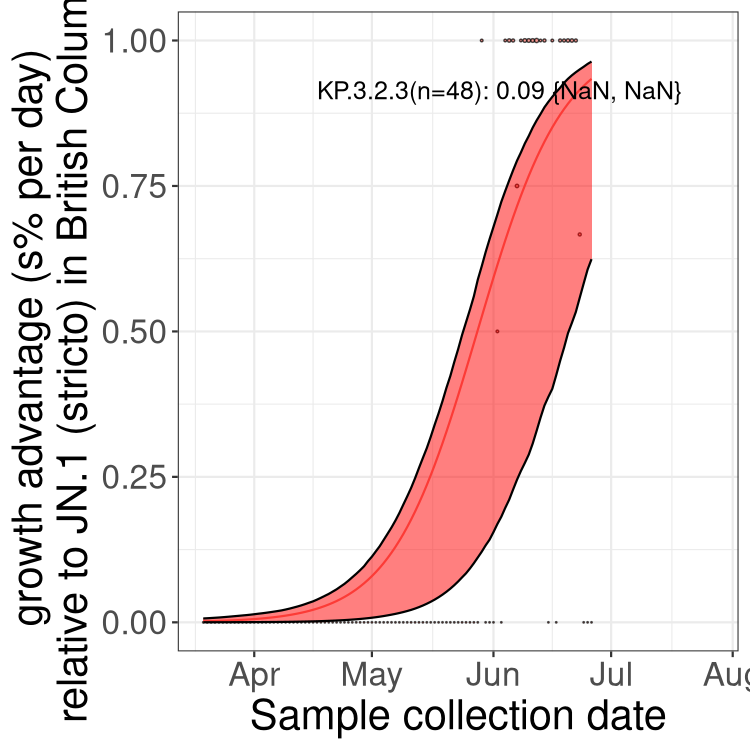 growth advantage (s% per day)
relative to JN.1 (stricto) in British Colum
1.00
0.75
0.50
0.25
0.00
KP.3.2.3(n=48): 0.09 {NaN, NaN}
Apr May Jun Jul Aug
Sample collection date